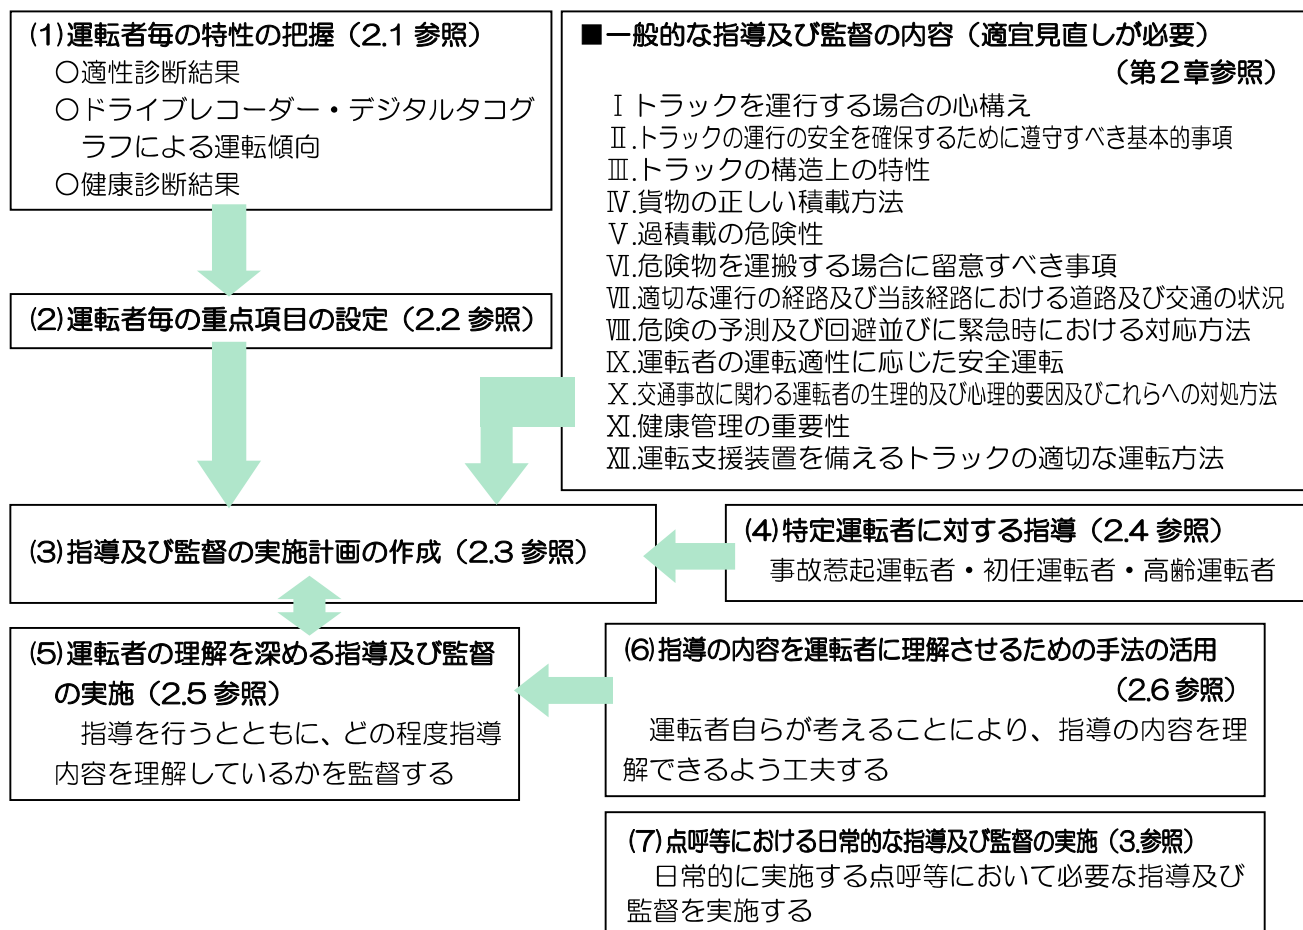 (1)運転者毎の特性の把握（2.1 参照）
○適性診断結果
○ドライブレコーダー・デジタルタコグ
ラフによる運転傾向
○健康診断結果
(2)運転者毎の重点項目の設定（2.2 参照）
■一般的な指導及び監督の内容（適宜見直しが必要）
（第２章参照）
Ⅰトラックを運行する場合の心構え
Ⅱ.トラックの運行の安全を確保するために遵守すべき基本的事項
Ⅲ.トラックの構造上の特性
Ⅳ.貨物の正しい積載方法
Ⅴ.過積載の危険性
Ⅵ.危険物を運搬する場合に留意すべき事項
Ⅶ.適切な運行の経路及び当該経路における道路及び交通の状況
Ⅷ.危険の予測及び回避並びに緊急時における対応方法
Ⅸ.運転者の運転適性に応じた安全運転
Ⅹ.交通事故に関わる運転者の生理的及び心理的要因及びこれらへの対処方法
Ⅺ.健康管理の重要性
Ⅻ.運転支援装置を備えるトラックの適切な運転方法
(3)指導及び監督の実施計画の作成（2.3 参照）
(4)特定運転者に対する指導（2.4 参照）
事故惹起運転者・初任運転者・高齢運転者
(5)運転者の理解を深める指導及び監督
の実施（2.5 参照）
指導を行うとともに、どの程度指導
内容を理解しているかを監督する
(6)指導の内容を運転者に理解させるための手法の活用
（2.6 参照）
運転者自らが考えることにより、指導の内容を理
解できるよう工夫する
(7)点呼等における日常的な指導及び監督の実施（3.参照）
日常的に実施する点呼等において必要な指導及び
監督を実施する